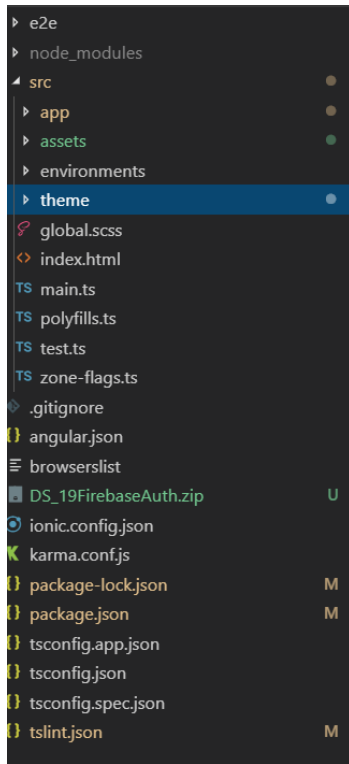 e2e
node_modules
src
app
assets
environments
theme
global.scss
<> index.html
TS main.ts
TS polyfills.ts
TS test.ts
TS zone-flags.ts
.gitignore
{} angular.json
browserslist
DS_19FirebaseAuth.zip U
ionic.config.json
K karma.conf.js
{} package-lock.json M
{} package.json M
{} tsconfig.app.json
{} tsconfig.json
{} tsconfig.spec.json
{} tslint.json M